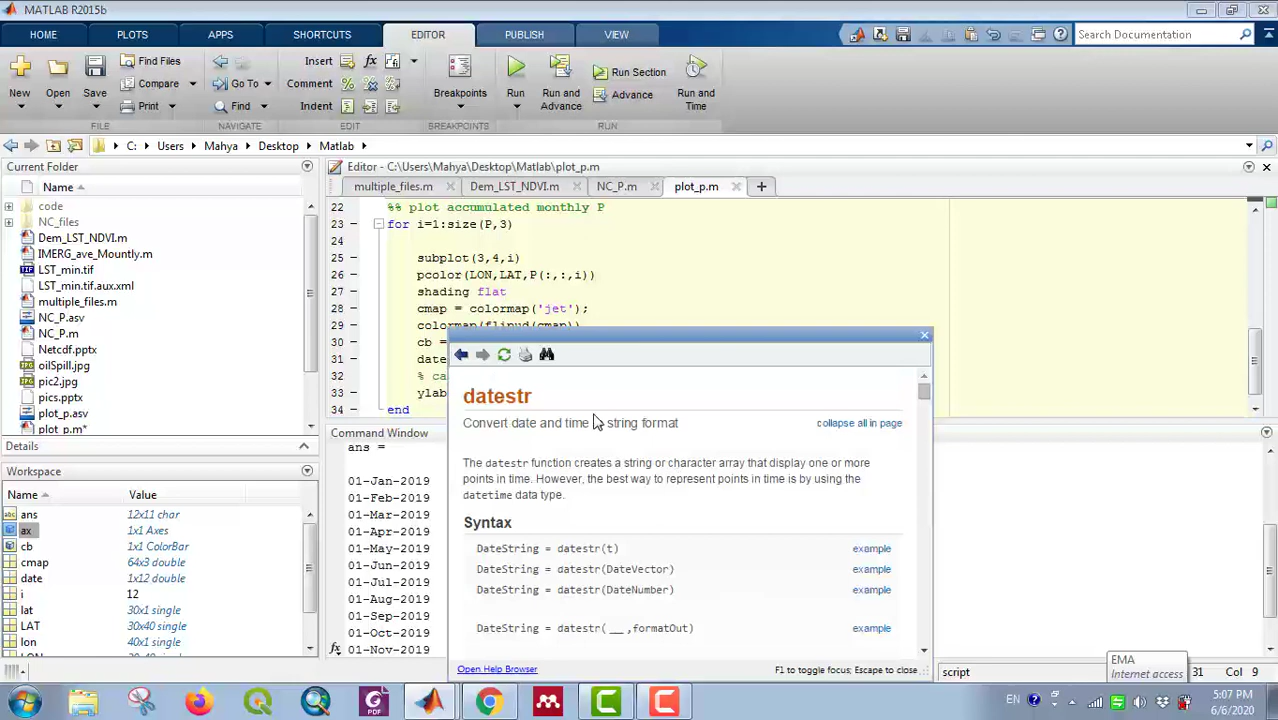 MATLAB R2015b
HOME PLOTS APPS SHORTCUTS EDITOR PUBLISH VIEW Search Documentation
New Open Save Find Files Compare Print
Go To Find
Insert Comment Indent
Breakpoints
Run Run and Advance Run Section Advance Run and Time
FILE NAVIGATE EDIT BREAKPOINTS RUN
C: Users Mahya Desktop Matlab
Current Folder
Name
code
NC_files
Dem_LST_NDVI.m
IMERG_ave_Mountly.m
LST_min.tif
LST_min.tif.aux.xml
multiple_files.m
NC_P.asv
NC_P.m
Netcdf.pptx
oilSpill.jpg
pic2.jpg
pics.pptx
plot_p.asv
plot_p.m*
Details
Workspace
Name Value
ans 12x11 char
ax 1x1 Axes
cb 1x1 ColorBar
cmap 64x3 double
date 1x12 double
i 12
lat 30x1 single
LAT 30x40 single
lon 40x1 single
Editor - C:\Users\Mahya\Desktop\Matlab\plot_p.m
multiple_files.m Dem_LST_NDVI.m NC_P.m plot_p.m
22 %% plot accumulated monthly P
23 for i=1:size(P,3)
24
25 subplot(3,4,i)
26 pcolor(LON,LAT,P(:,:,i))
27 shading flat
28 cmap = colormap('jet');
29 colormap(flipud(cmap))
30 cb =
31 date
32 % ca
33 ylab
34 end
Command Window
ans =
01-Jan-2019
01-Feb-2019
01-Mar-2019
01-Apr-2019
01-May-2019
01-Jun-2019
01-Jul-2019
01-Aug-2019
01-Sep-2019
01-Oct-2019
01-Nov-2019
datestr
Convert date and time string format collapse all in page
The datestr function creates a string or character array that display one or more
points in time. However, the best way to represent points in time is by using the
datetime data type.
Syntax
DateString = datestr(t) example
DateString = datestr(DateVector) example
DateString = datestr(DateNumber) example
DateString = datestr(__,formatOut) example
Open Help Browser F1 to toggle focus; Escape to close
script 31 Col 9
EMA
Internet access
PDF
EN
5:07 PM
6/6/2020